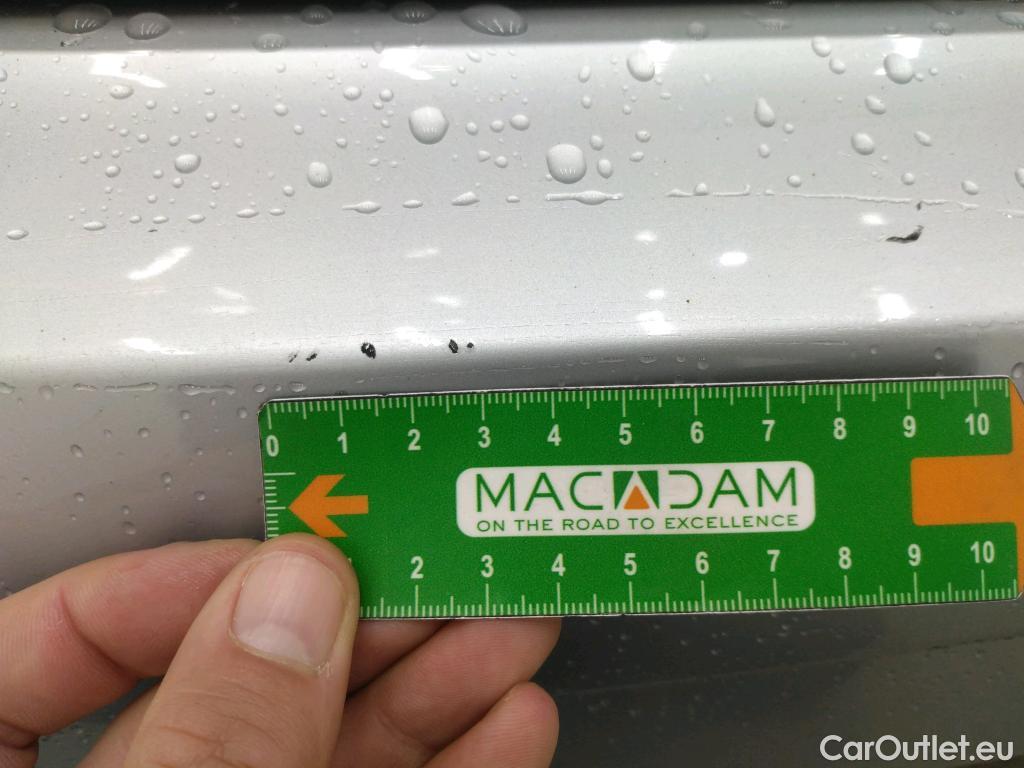 0 1 2 3 4 5 6 7 8 9 10
MACADAM
ON THE ROAD TO EXCELLENCE
2 3 4 5 6 7 8 9 10
CarOutlet.eu